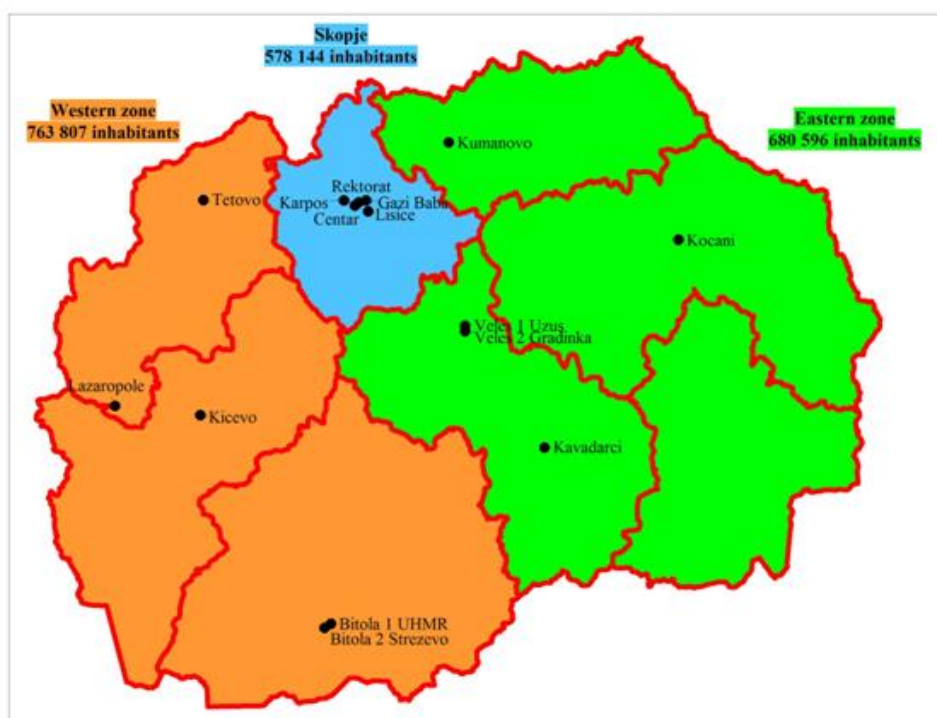 Skopje
578 144 inhabitants
Western zone
763 807 inhabitants
Eastern zone
680 596 inhabitants
Kumanovo
Tetovo
Rektorat
Karpos
Gazi Baba
Centar
Lisice
Kocani
Veles 1 Uzus
Veles 2 Gradinka
Lazaropole
Kicevo
Kavadarci
Bitola 1 UHMR
Bitola 2 Strezevo